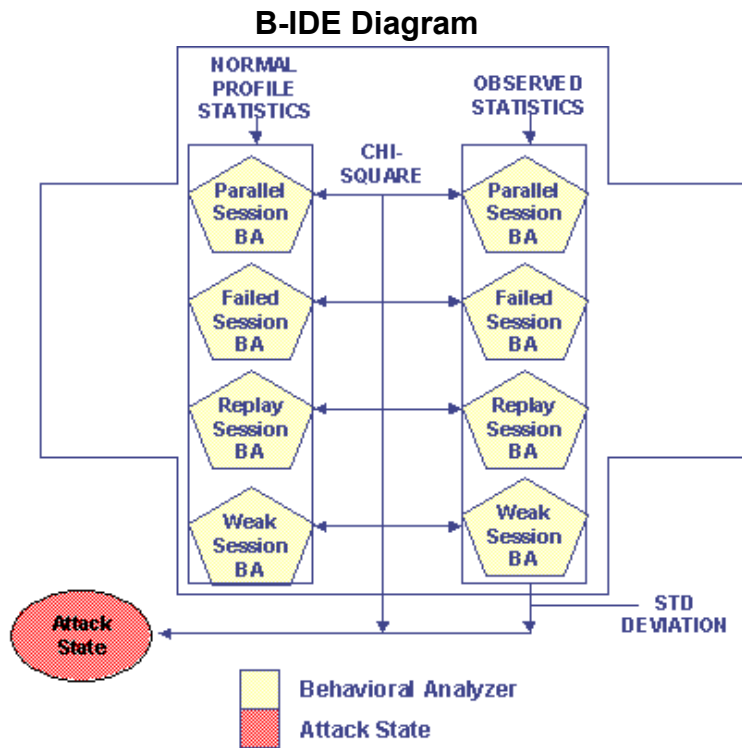 B-IDE Diagram
NORMAL
PROFILE
STATISTICS
OBSERVED
STATISTICS
CHI-
SQUARE
Parallel
Session
BA
Parallel
Session
BA
Failed
Session
BA
Failed
Session
BA
Replay
Session
BA
Replay
Session
BA
Weak
Session
BA
Weak
Session
BA
Attack
State
STD
DEVIATION
Behavioral Analyzer
Attack State